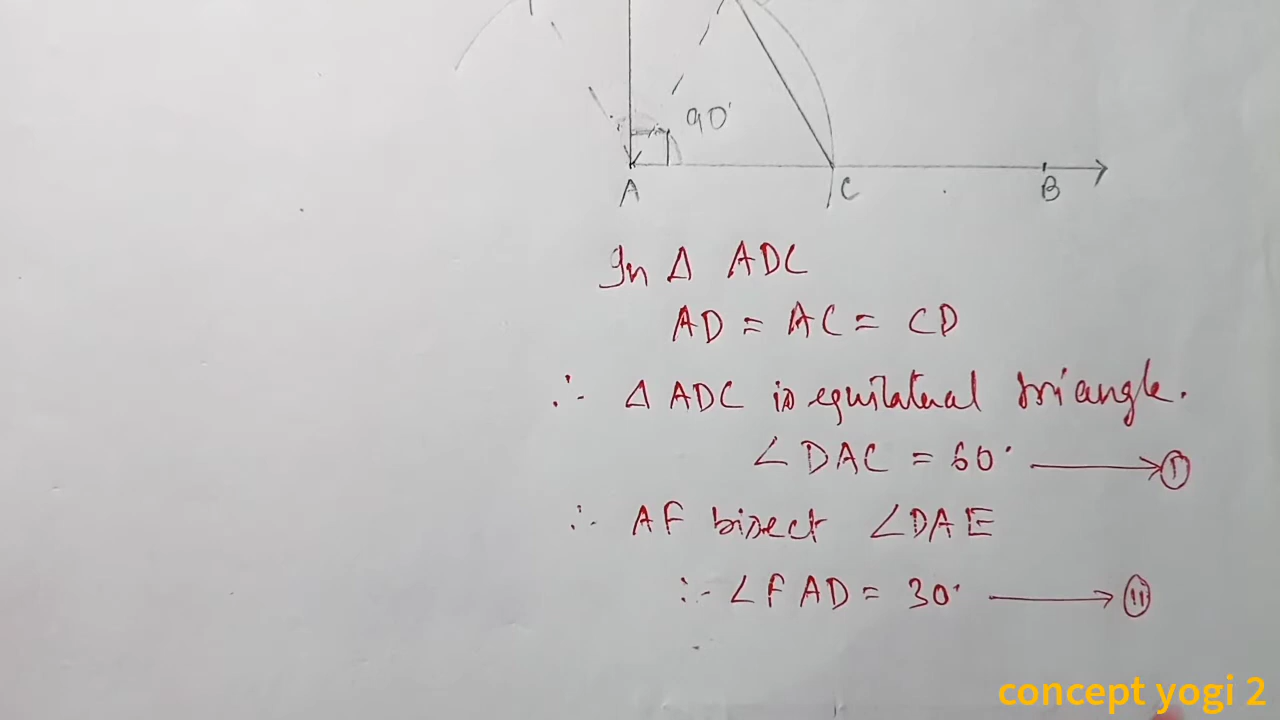 90°
A C B
In Δ ADC
AD = AC = CD
∴ Δ ADC is equilateral triangle.
∠DAC = 60° ⟶ (i)
∴ AF bisect ∠DAE
∴ ∠FAD = 30° ⟶ (ii)
concept yogi 2